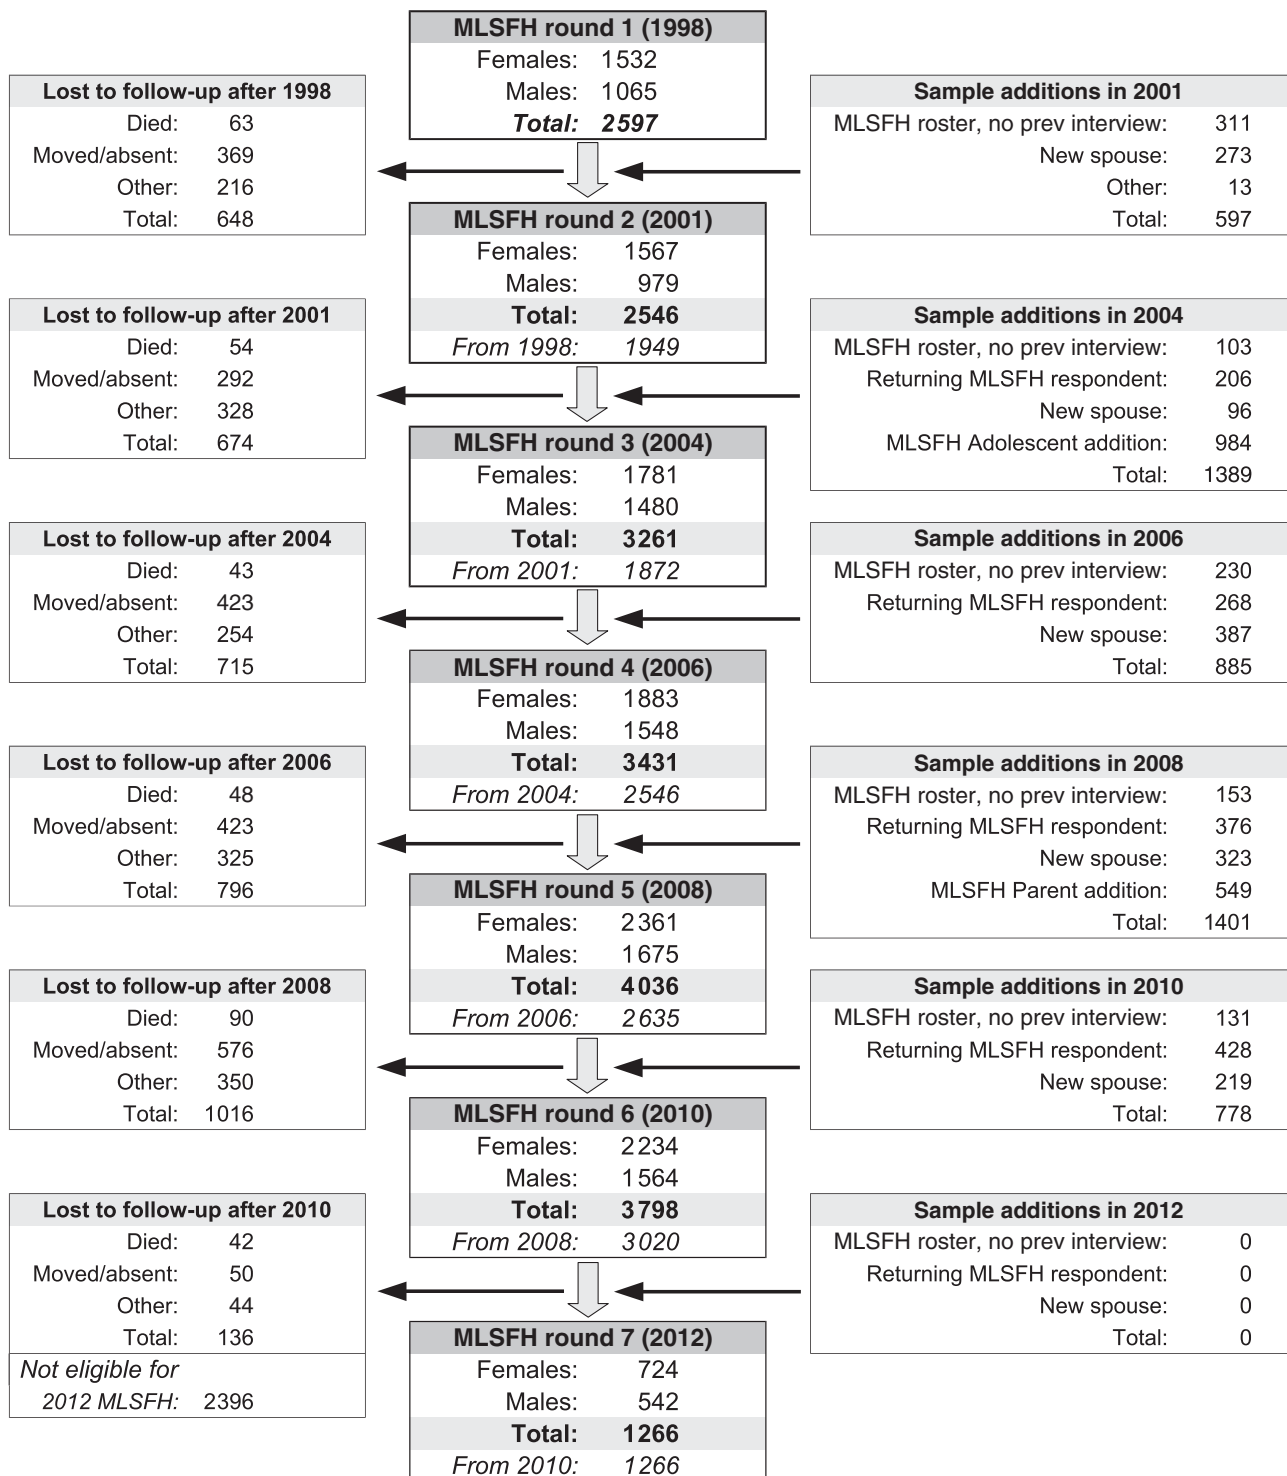 MLSFH round 1 (1998)
Females: 1532
Males: 1065
Total: 2597
Lost to follow-up after 1998
Died: 63
Moved/absent: 369
Other: 216
Total: 648
Sample additions in 2001
MLSFH roster, no prev interview: 311
New spouse: 273
Other: 13
Total: 597
MLSFH round 2 (2001)
Females: 1567
Males: 979
Total: 2546
From 1998: 1949
Lost to follow-up after 2001
Died: 54
Moved/absent: 292
Other: 328
Total: 674
Sample additions in 2004
MLSFH roster, no prev interview: 103
Returning MLSFH respondent: 206
New spouse: 96
MLSFH Adolescent addition: 984
Total: 1389
MLSFH round 3 (2004)
Females: 1781
Males: 1480
Total: 3261
From 2001: 1872
Lost to follow-up after 2004
Died: 43
Moved/absent: 423
Other: 254
Total: 715
Sample additions in 2006
MLSFH roster, no prev interview: 230
Returning MLSFH respondent: 268
New spouse: 387
Total: 885
MLSFH round 4 (2006)
Females: 1883
Males: 1548
Total: 3431
From 2004: 2546
Lost to follow-up after 2006
Died: 48
Moved/absent: 423
Other: 325
Total: 796
Sample additions in 2008
MLSFH roster, no prev interview: 153
Returning MLSFH respondent: 376
New spouse: 323
MLSFH Parent addition: 549
Total: 1401
MLSFH round 5 (2008)
Females: 2361
Males: 1675
Total: 4036
From 2006: 2635
Lost to follow-up after 2008
Died: 90
Moved/absent: 576
Other: 350
Total: 1016
Sample additions in 2010
MLSFH roster, no prev interview: 131
Returning MLSFH respondent: 428
New spouse: 219
Total: 778
MLSFH round 6 (2010)
Females: 2234
Males: 1564
Total: 3798
From 2008: 3020
Lost to follow-up after 2010
Died: 42
Moved/absent: 50
Other: 44
Total: 136
Not eligible for
2012 MLSFH: 2396
Sample additions in 2012
MLSFH roster, no prev interview: 0
Returning MLSFH respondent: 0
New spouse: 0
Total: 0
MLSFH round 7 (2012)
Females: 724
Males: 542
Total: 1266
From 2010: 1266